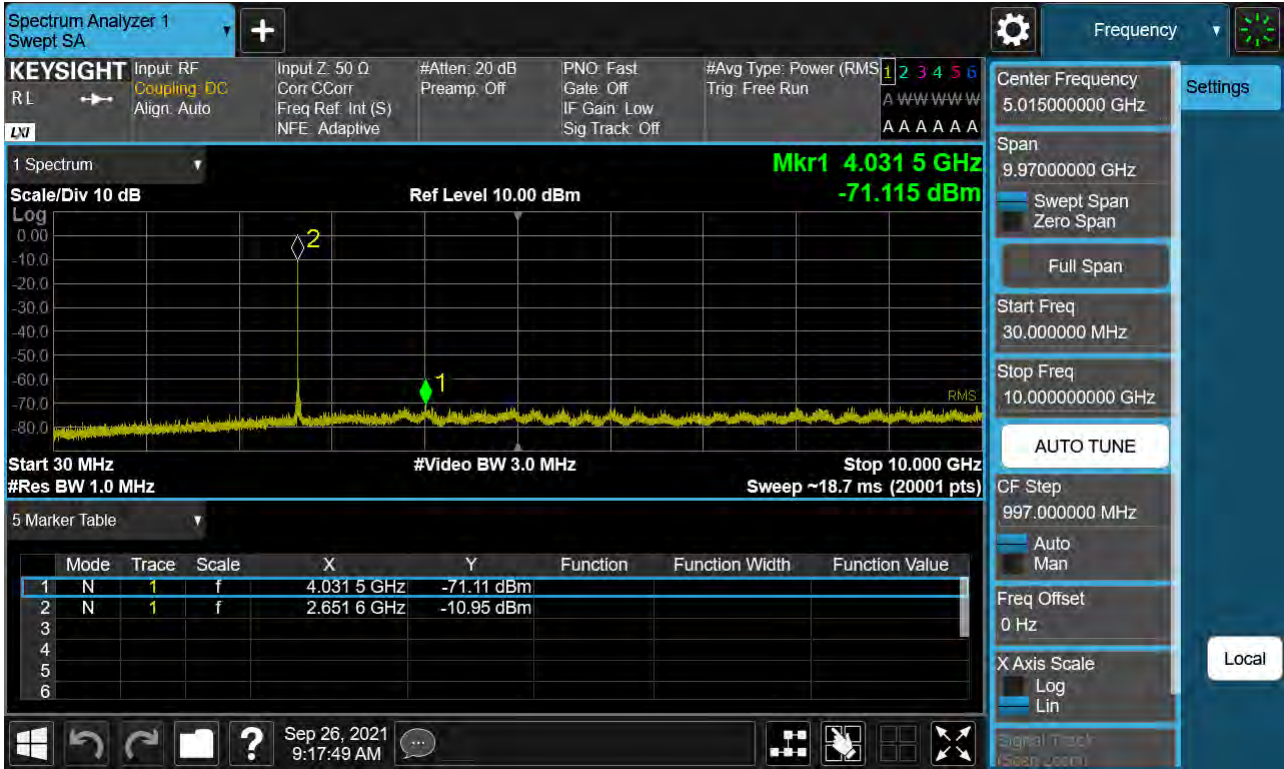 Spectrum Analyzer 1
Swept SA
+
Frequency
KEYSIGHT
R L
LXI
Input: RF
Coupling: DC
Align: Auto
Input Z: 50 Ω
Corr CCorr
Freq Ref: Int (S)
NFE: Adaptive
#Atten: 20 dB
Preamp: Off
PNO: Fast
Gate: Off
IF Gain: Low
Sig Track: Off
#Avg Type: Power (RMS
Trig: Free Run
1 2 3 4 5 6
A W W W W W
A A A A A A
1 Spectrum
Mkr1 4.031 5 GHz
-71.115 dBm
Scale/Div 10 dB
Ref Level 10.00 dBm
Log
0.00
-10.0
-20.0
-30.0
-40.0
-50.0
-60.0
-70.0
-80.0
2
1
RMS
Start 30 MHz
#Video BW 3.0 MHz
Stop 10.000 GHz
#Res BW 1.0 MHz
Sweep ~18.7 ms (20001 pts)
5 Marker Table
Mode Trace Scale X Y Function Function Width Function Value
1 N 1 f 4.031 5 GHz -71.11 dBm
2 N 1 f 2.651 6 GHz -10.95 dBm
3
4
5
6
Sep 26, 2021
9:17:49 AM
?
Center Frequency
5.015000000 GHz
Span
9.97000000 GHz
Swept Span
Zero Span
Full Span
Start Freq
30.000000 MHz
Stop Freq
10.000000000 GHz
AUTO TUNE
CF Step
997.000000 MHz
Auto
Man
Freq Offset
0 Hz
X Axis Scale
Log
Lin
Signal Track
(Span Zoom)
Settings
Local